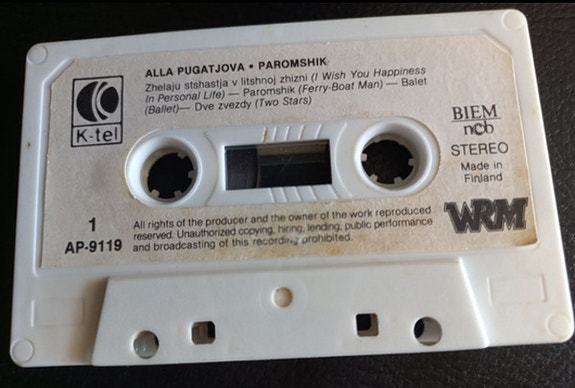 ALLA PUGATJOVA • PAROMSHIK
Zhelaju stshastja v litshnoj zhizni (I Wish You Happiness
in Personal Life) — Paromshik (Ferry-Boat Man) — Balet
(Ballet)— Dve zvezdy (Two Stars)
K-tel
BIEM
ncb
STEREO
Made in
Finland
1
AP-9119
All rights of the producer and the owner of the work reproduced
reserved. Unauthorized copying, hiring, lending, public performance
and broadcasting of this recording prohibited.
WRM